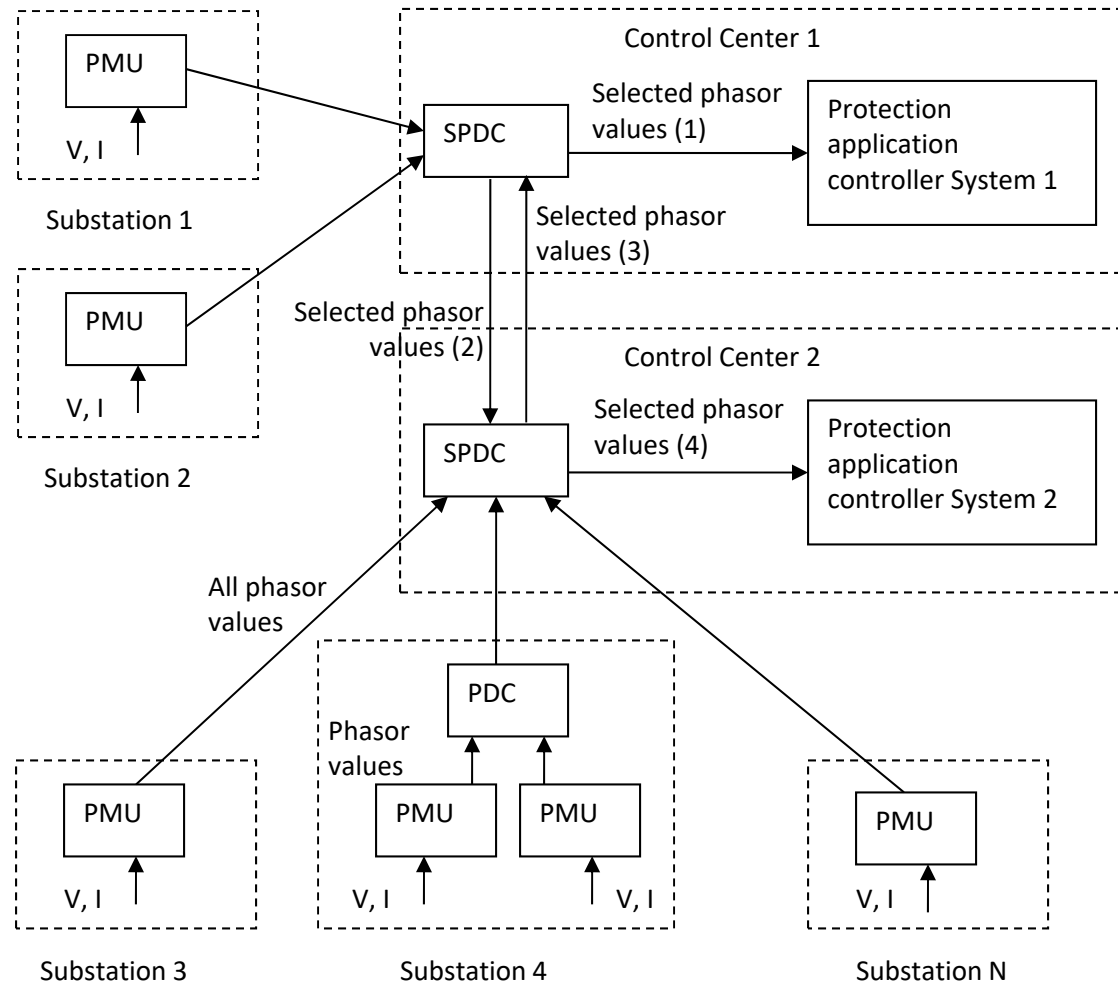 Control Center 1
PMU
V, I
Substation 1
SPDC
Selected phasor
values (1)
Protection
application
controller System 1
Selected phasor
values (3)
PMU
V, I
Substation 2
Selected phasor
values (2)
Control Center 2
SPDC
Selected phasor
values (4)
Protection
application
controller System 2
All phasor
values
PDC
Phasor
values
PMU
V, I
Substation 3
PMU
PMU
V, I
V, I
Substation 4
PMU
V, I
Substation N